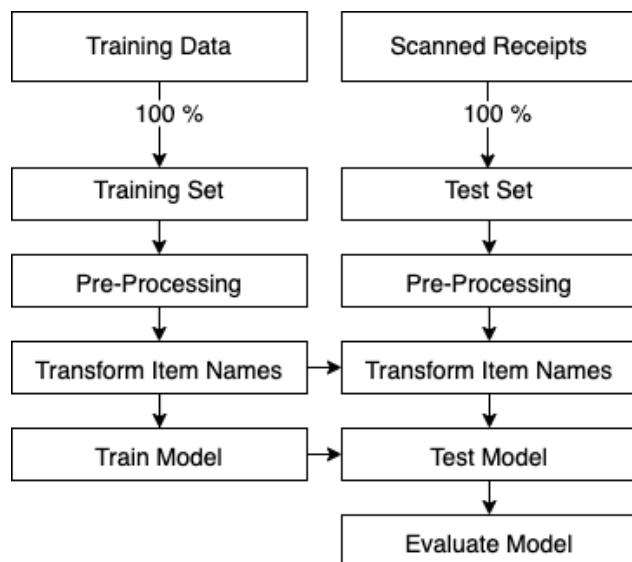 Training Data
Scanned Receipts
100 %
100 %
Training Set
Test Set
Pre-Processing
Pre-Processing
Transform Item Names
Transform Item Names
Train Model
Test Model
Evaluate Model